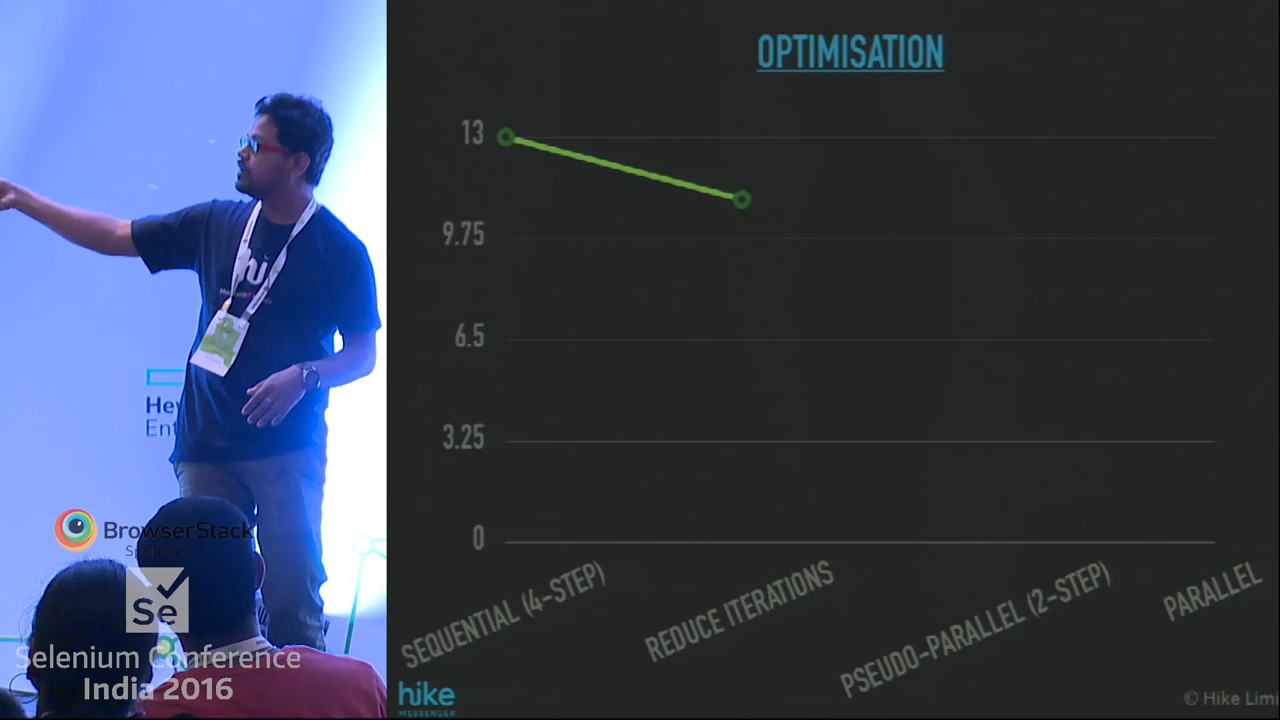 OPTIMISATION
13
9.75
6.5
3.25
0
SEQUENTIAL (4-STEP)
REDUCE ITERATIONS
PSEUDO-PARALLEL (2-STEP)
PARALLEL
hike
MESSENGER
© Hike Limi
BrowserStack
Se
Selenium Conference
India 2016